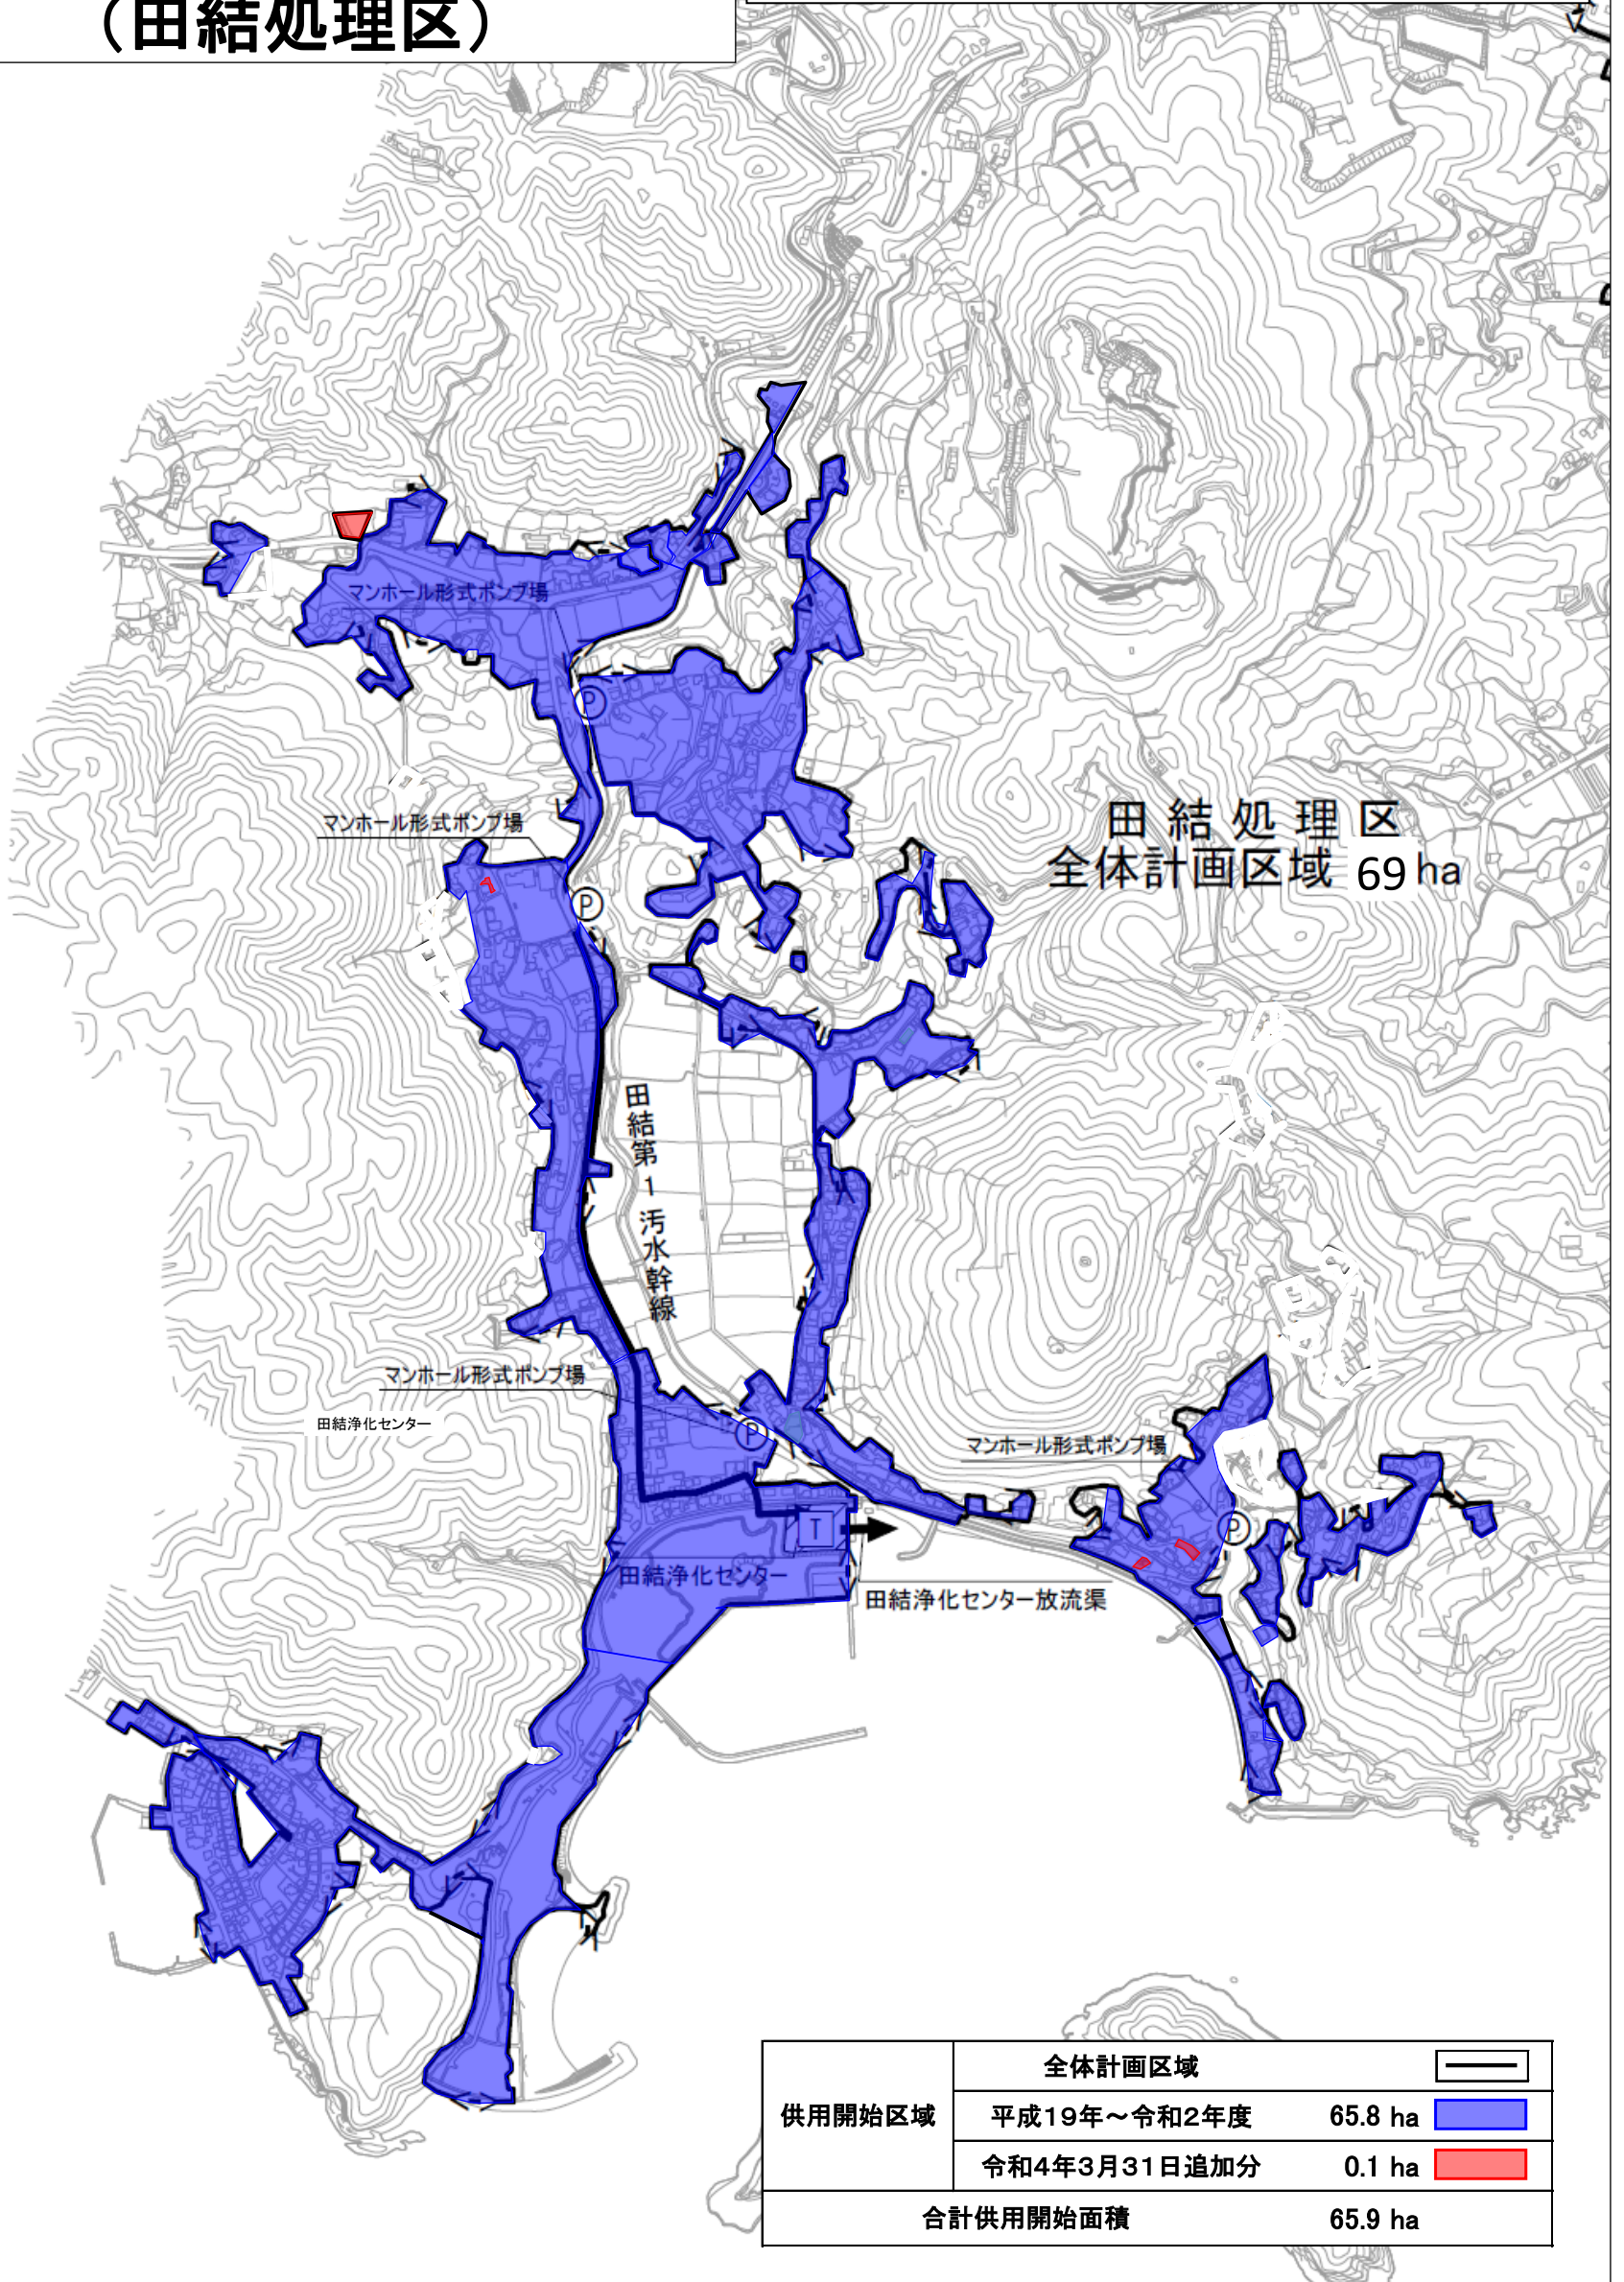 （田結処理区）
マンホール形式ポンプ場
P
マンホール形式ポンプ場
田結処理区
全体計画区域 69 ha
P
田結第1汚水幹線
マンホール形式ポンプ場
田結浄化センター
P
マンホール形式ポンプ場
T
P
田結浄化センター
田結浄化センター放流渠
供用開始区域
全体計画区域
平成19年～令和2年度 65.8 ha
令和4年3月31日追加分 0.1 ha
合計供用開始面積 65.9 ha